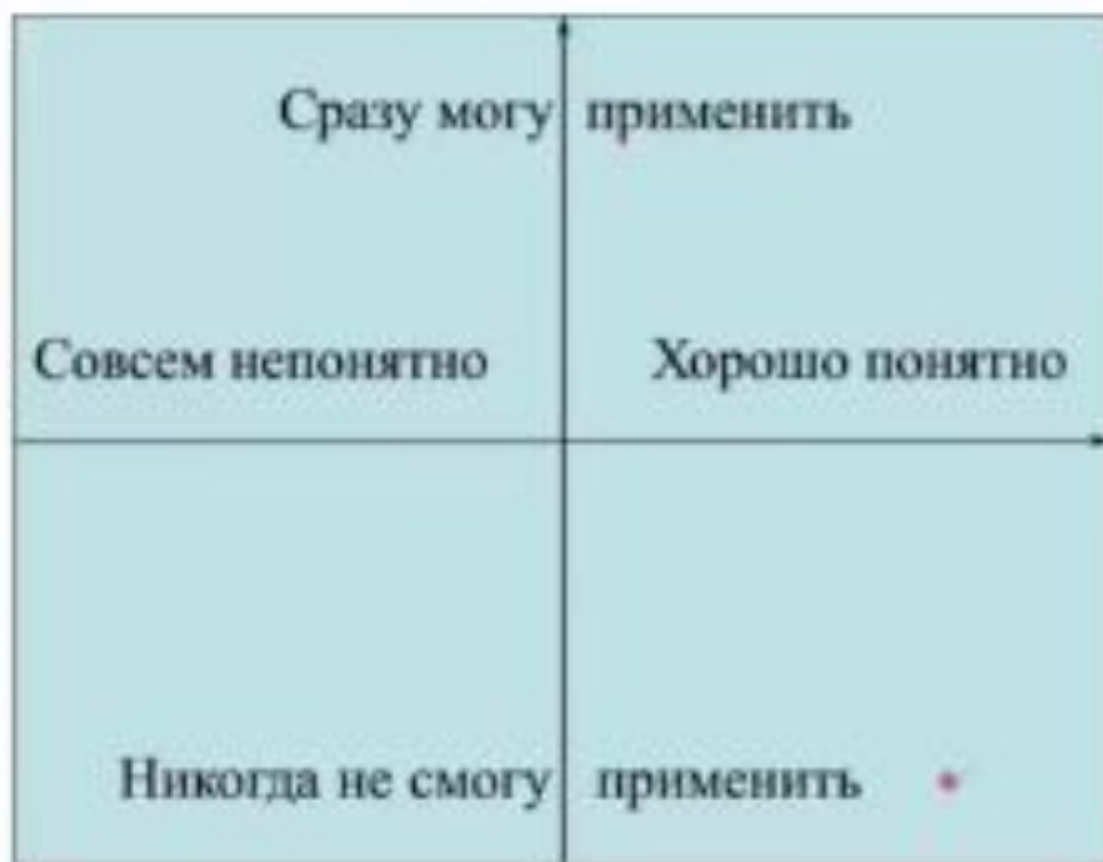 Сразу могу применить
Совсем непонятно Хорошо понятно
Никогда не смогу применить